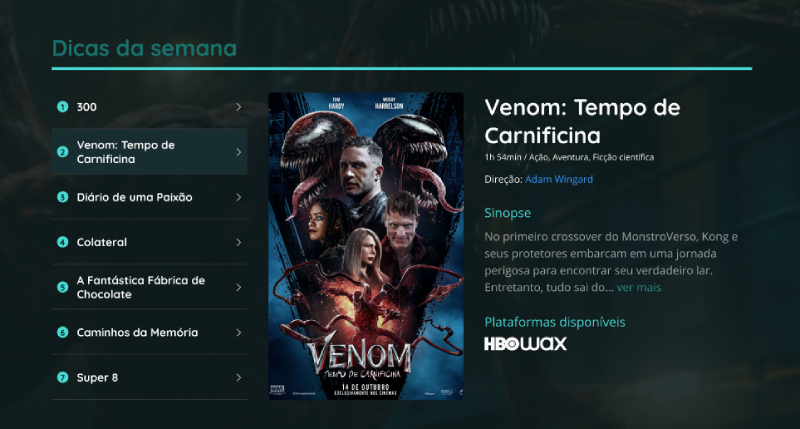 Dicas da semana
1 300
2 Venom: Tempo de
Carnificina
3 Diário de uma Paixão
4 Colateral
5 A Fantástica Fábrica de
Chocolate
6 Caminhos da Memória
7 Super 8
TOM
HARDY
WOODY
HARRELSON
VENOM
TEMPO DE CARNIFICINA
14 DE OUTUBRO
EXCLUSIVAMENTE NOS CINEMAS
MARVEL
Venom: Tempo de
Carnificina
1h 54min / Ação, Aventura, Ficção científica
Direção: Adam Wingard
Sinopse
No primeiro crossover do MonstroVerso, Kong e
seus protetores embarcam em uma jornada
perigosa para encontrar seu verdadeiro lar.
Entretanto, tudo sai do... ver mais
Plataformas disponíveis
HBOWAX